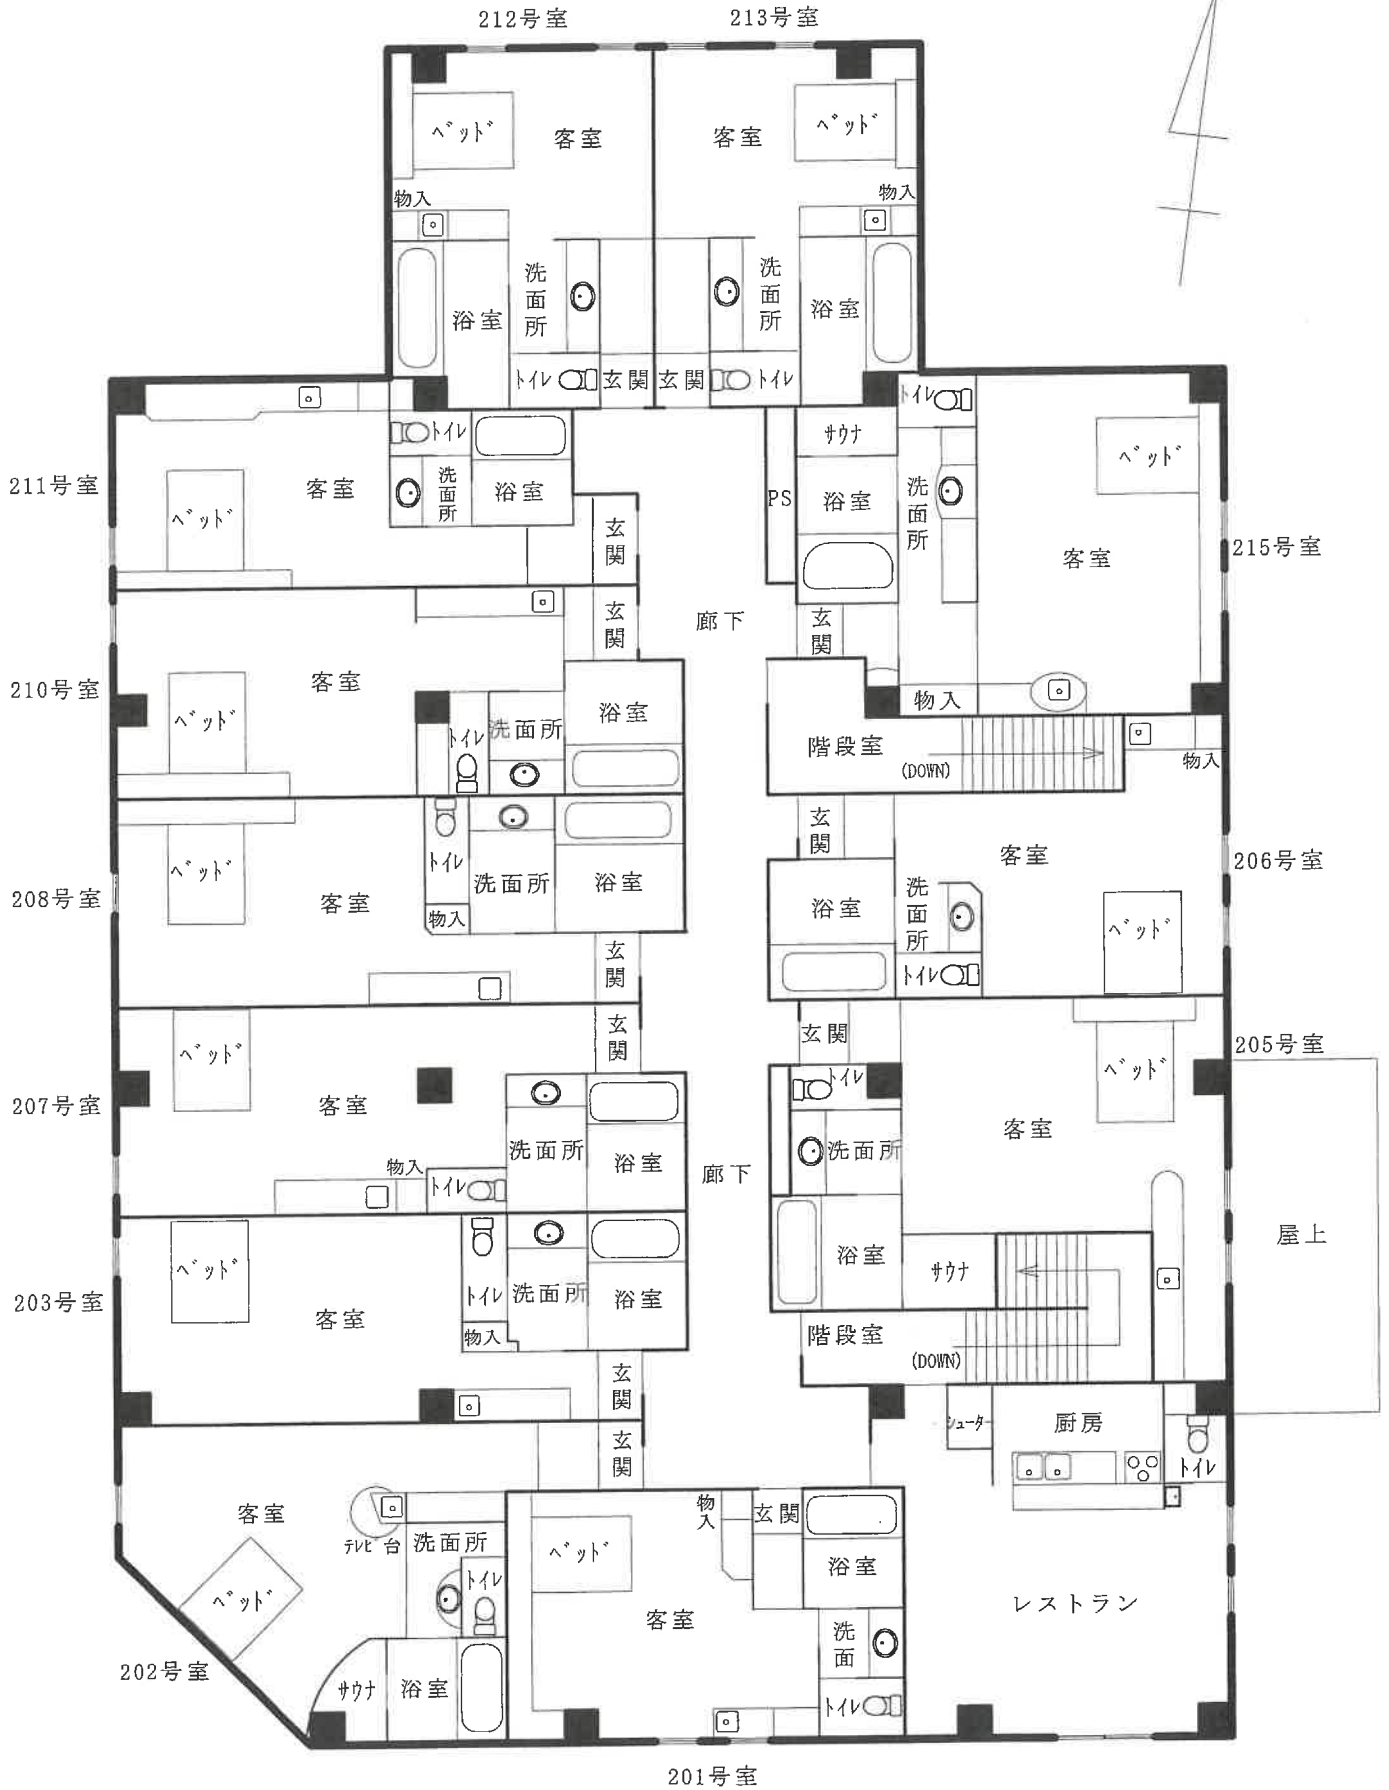 212号室
213号室
ベッド
客室
客室
ベッド
物入
物入
洗面所
洗面所
浴室
浴室
トイレ
玄関
玄関
トイレ
トイレ
サウナ
トイレ
ベッド
211号室
客室
洗面所
浴室
PS
浴室
洗面所
ベッド
玄関
客室
215号室
玄関
廊下
玄関
210号室
客室
物入
ベッド
浴室
トイレ
洗面所
階段室
(DOWN)
物入
玄関
客室
206号室
ベッド
トイレ
洗面所
浴室
208号室
客室
物入
浴室
洗面所
ベッド
玄関
トイレ
玄関
玄関
205号室
ベッド
トイレ
ベッド
207号室
客室
客室
洗面所
浴室
洗面所
物入
トイレ
廊下
屋上
ベッド
浴室
サウナ
203号室
客室
トイレ
洗面所
浴室
物入
階段室
(DOWN)
玄関
シューター
厨房
トイレ
玄関
客室
テレビ台
洗面所
物入
玄関
ベッド
浴室
トイレ
ベッド
客室
洗面
レストラン
202号室
サウナ
浴室
トイレ
201号室